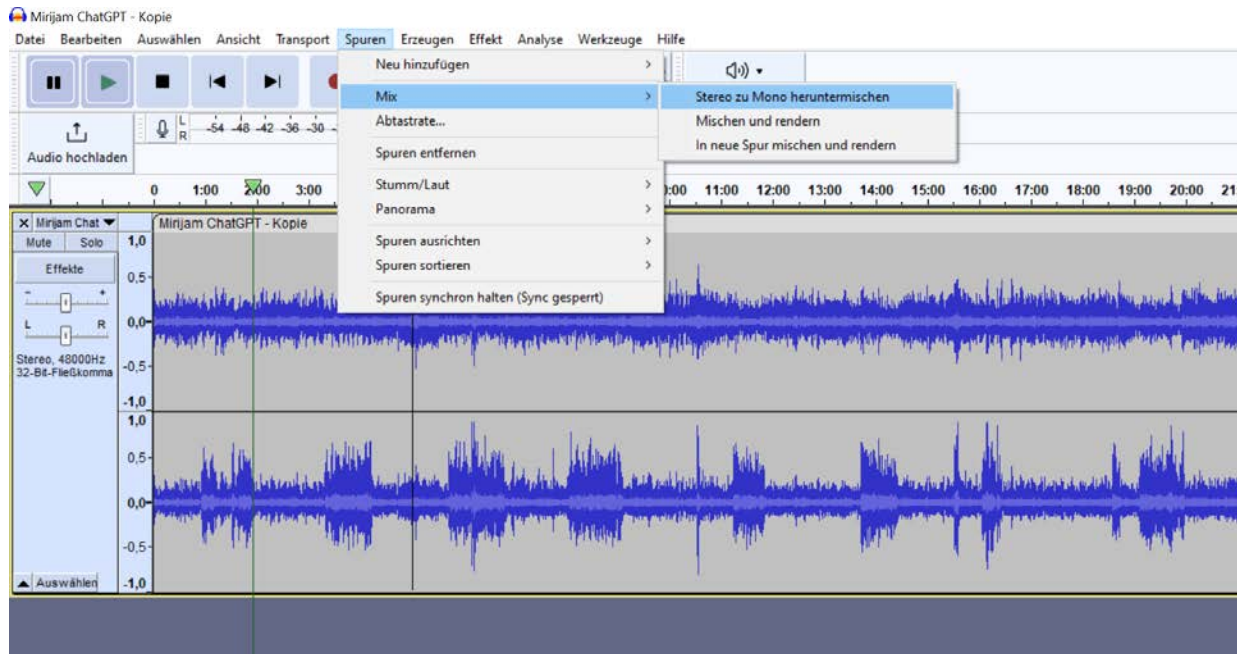 Mirijam ChatGPT - Kopie
Datei Bearbeiten Auswählen Ansicht Transport Spuren Erzeugen Effekt Analyse Werkzeuge Hilfe
Neu hinzufügen
Mix
Stereo zu Mono heruntermischen
Abtastrate...
Mischen und rendern
In neue Spur mischen und rendern
Spuren entfernen
Stumm/Laut
Panorama
Spuren ausrichten
Spuren sortieren
Spuren synchron halten (Sync gesperrt)
Audio hochladen
L
R
-54 -48 -42 -36 -30
0 1:00 2:00 3:00 11:00 12:00 13:00 14:00 15:00 16:00 17:00 18:00 19:00 20:00
Mirijam Chat
Mirijam ChatGPT - Kopie
Mute Solo
Effekte
- +
L R
Stereo, 48000Hz
32-Bit-Fließkomma
1,0
0,5
0,0
-0,5
-1,0
1,0
0,5
0,0
-0,5
-1,0
Auswählen